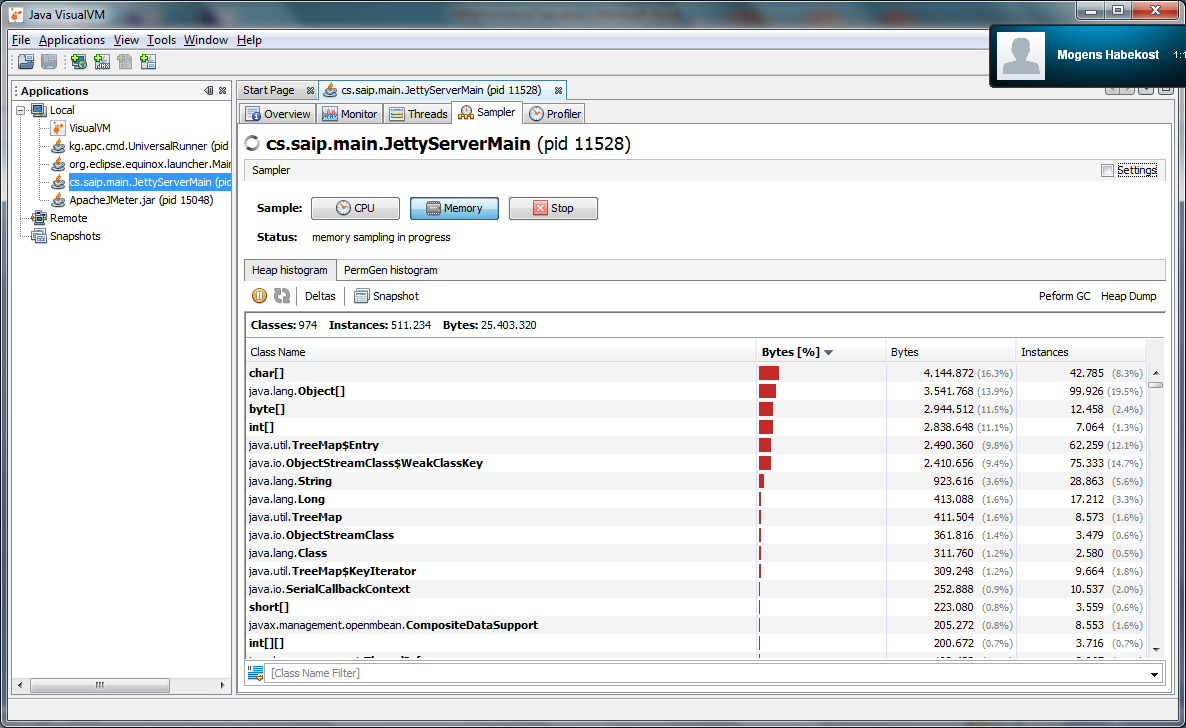 Java VisualVM
File Applications View Tools Window Help
Mogens Habekost 1:1
Applications
Local
VisualVM
kg.apc.cmd.UniversalRunner (pid
org.eclipse.equinox.launcher.Main
cs.saip.main.JettyServerMain (pid
ApacheJMeter.jar (pid 15048)
Remote
Snapshots
Start Page cs.saip.main.JettyServerMain (pid 11528)
Overview Monitor Threads Sampler Profiler
cs.saip.main.JettyServerMain (pid 11528)
Sampler Settings
Sample: CPU Memory Stop
Status: memory sampling in progress
Heap histogram PermGen histogram
Deltas Snapshot Peform GC Heap Dump
Classes: 974 Instances: 511.234 Bytes: 25.403.320
Class Name Bytes [%] Bytes Instances
char[] 4.144.872 (16.3%) 42.785 (8.3%)
java.lang.Object[] 3.541.768 (13.9%) 99.926 (19.5%)
byte[] 2.944.512 (11.5%) 12.458 (2.4%)
int[] 2.838.648 (11.1%) 7.064 (1.3%)
java.util.TreeMap$Entry 2.490.360 (9.8%) 62.259 (12.1%)
java.io.ObjectStreamClass$WeakClassKey 2.410.656 (9.4%) 75.333 (14.7%)
java.lang.String 923.616 (3.6%) 28.863 (5.6%)
java.lang.Long 413.088 (1.6%) 17.212 (3.3%)
java.util.TreeMap 411.504 (1.6%) 8.573 (1.6%)
java.io.ObjectStreamClass 361.816 (1.4%) 3.479 (0.6%)
java.lang.Class 311.760 (1.2%) 2.580 (0.5%)
java.util.TreeMap$KeyIterator 309.248 (1.2%) 9.664 (1.8%)
java.io.SerialCallbackContext 252.888 (0.9%) 10.537 (2.0%)
short[] 223.080 (0.8%) 3.559 (0.6%)
javax.management.openmbean.CompositeDataSupport 205.272 (0.8%) 8.553 (1.6%)
int[][] 200.672 (0.7%) 3.716 (0.7%)
[Class Name Filter]